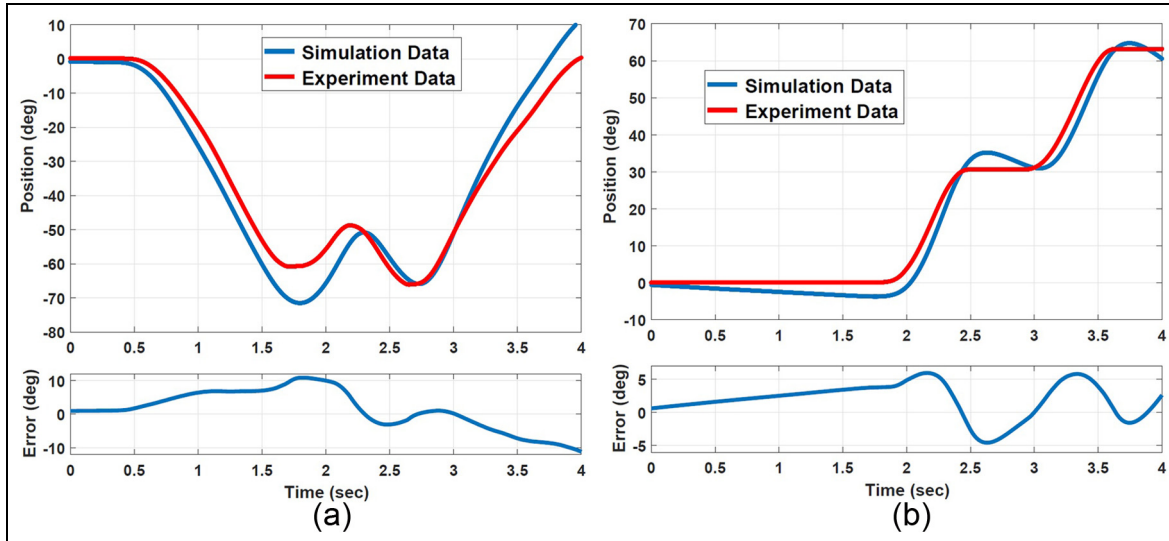 10
0
-10
-20
-30
-40
-50
-60
-70
-80
Position (deg)
Simulation Data
Experiment Data
0 0.5 1 1.5 2 2.5 3 3.5 4
10
0
-10
Error (deg)
0 0.5 1 1.5 2 2.5 3 3.5 4
Time (sec)
(a)
70
60
50
40
30
20
10
0
-10
Position (deg)
Simulation Data
Experiment Data
0 0.5 1 1.5 2 2.5 3 3.5 4
5
0
-5
Error (deg)
0 0.5 1 1.5 2 2.5 3 3.5 4
Time (sec)
(b)